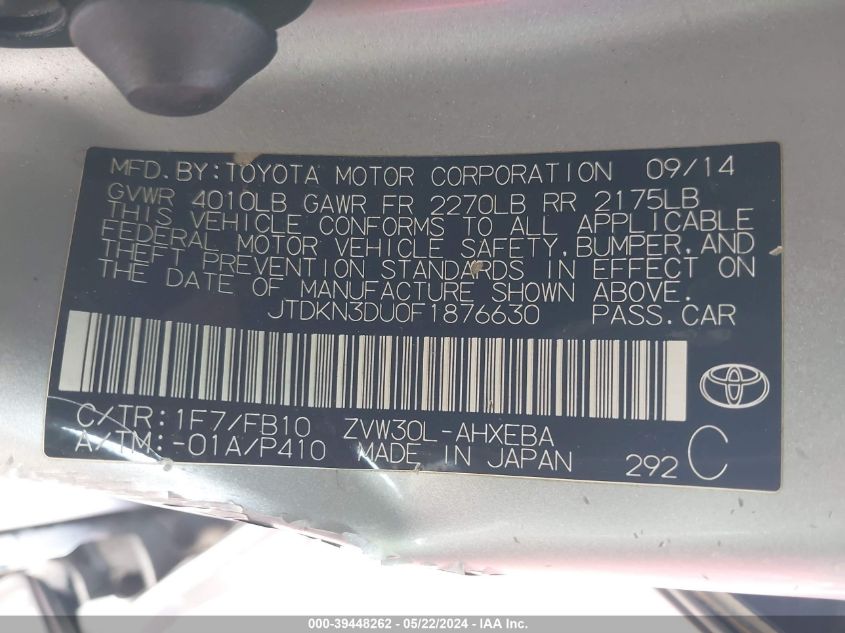 MFD.BY:TOYOTA MOTOR CORPORATION 09/14
GVWR 4010LB GAWR FR 2270LB RR 2175LB
THIS VEHICLE CONFORMS TO ALL APPLICABLE
FEDERAL MOTOR VEHICLE SAFETY,BUMPER,AND
THEFT PREVENTION STANDARDS IN EFFECT ON
THE DATE OF MANUFACTURE SHOWN ABOVE.
JTDKN3DU0F1876630 PASS.CAR
C/TR:1F7/FB10 ZVW30L-AHXEBA
A/TM:-01A/P410 MADE IN JAPAN 292 C
000-39448262 - 05/22/2024 - IAA Inc.